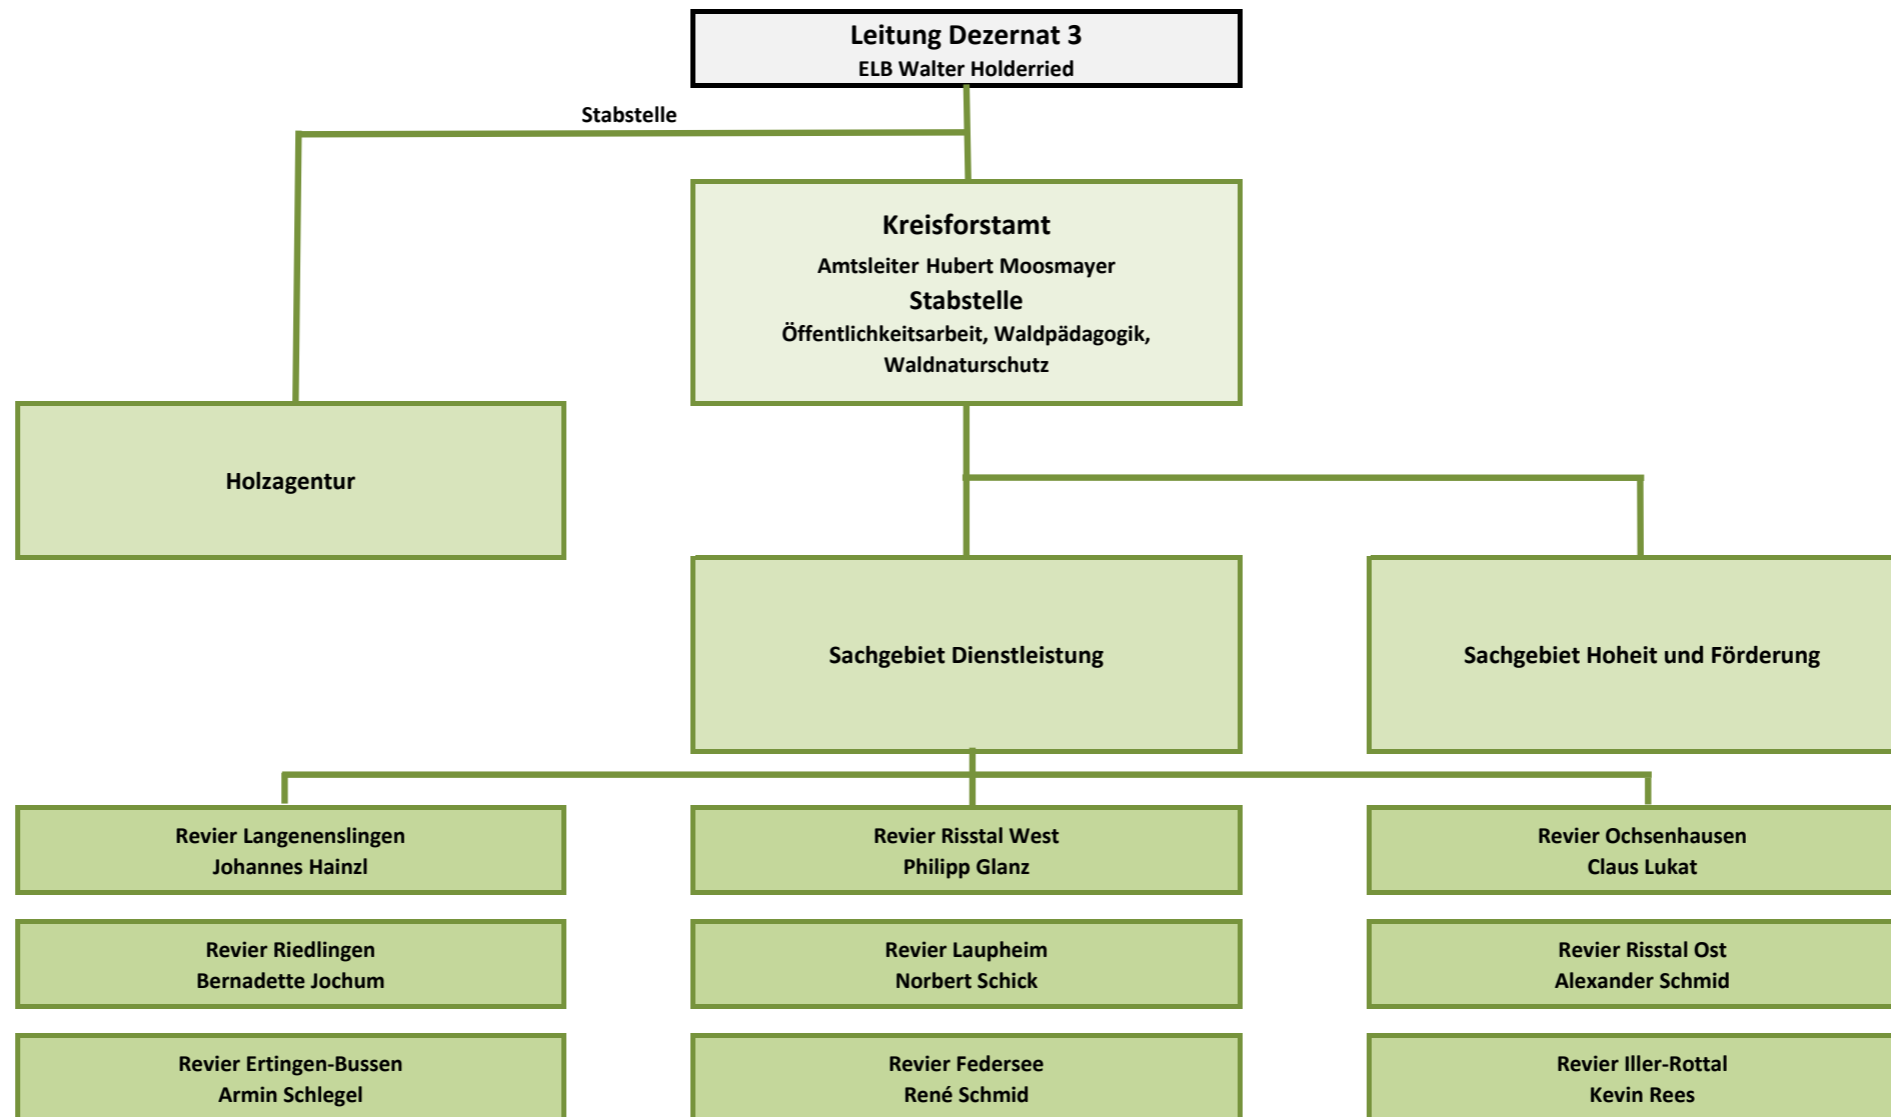 Leitung Dezernat 3
ELB Walter Holderried
Stabstelle
Kreisforstamt
Amtsleiter Hubert Moosmayer
Stabstelle
Öffentlichkeitsarbeit, Waldpädagogik,
Waldnaturschutz
Holzagentur
Sachgebiet Dienstleistung
Sachgebiet Hoheit und Förderung
Revier Langenenslingen
Johannes Hainzl
Revier Risstal West
Philipp Glanz
Revier Ochsenhausen
Claus Lukat
Revier Riedlingen
Bernadette Jochum
Revier Laupheim
Norbert Schick
Revier Risstal Ost
Alexander Schmid
Revier Ertingen-Bussen
Armin Schlegel
Revier Federsee
René Schmid
Revier Iller-Rottal
Kevin Rees